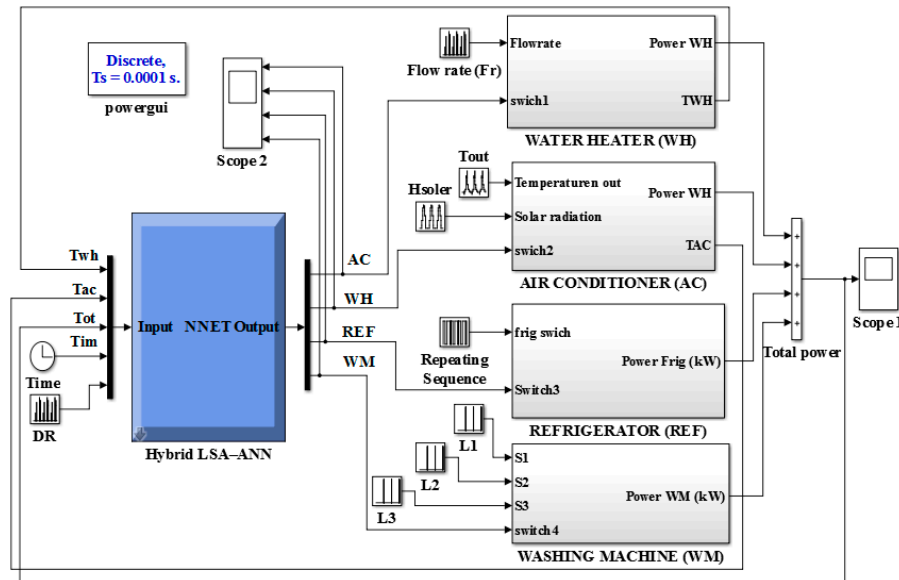 Discrete,
Ts = 0.0001 s.
powergui
Scope 2
Flow rate (Fr)
Flowrate
swich1
Power WH
TWH
WATER HEATER (WH)
Tout
Hsoler
Temperaturen out
Solar radiation
swich2
Power WH
TAC
AIR CONDITIONER (AC)
Twh
Tac
Tot
Tim
Time
DR
Input
NNET Output
Hybrid LSA–ANN
AC
WH
REF
WM
Repeating
Sequence
frig swich
Switch3
Power Frig (kW)
REFRIGERATOR (REF)
L1
L2
L3
S1
S2
S3
switch4
Power WM (kW)
WASHING MACHINE (WM)
+
+
+
+
Total power
Scope 1